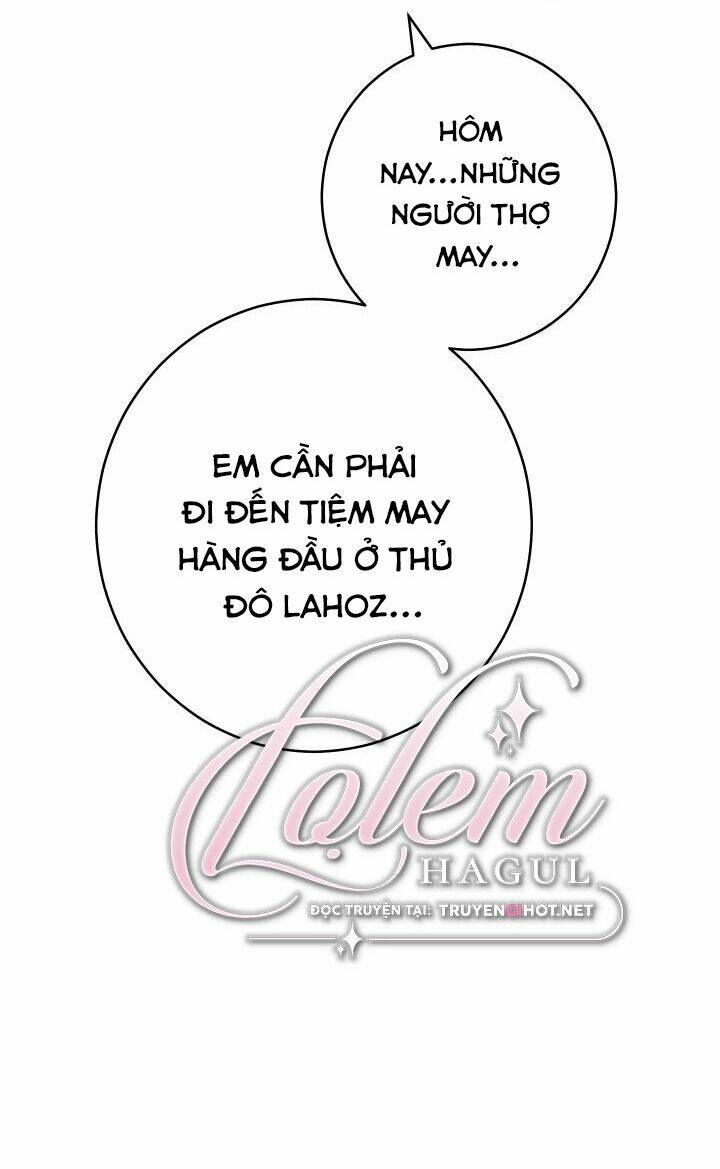 HÔM
NAY...NHỮNG
NGƯỜI THỢ
MAY...
EM CẦN PHẢI
ĐI ĐẾN TIỆM MAY
HÀNG ĐẦU Ở THỦ
ĐÔ LAHOZ...
Lọlem
HAGUL
ĐỌC TRUYỆN TẠI: TRUYENGIHOT.NET